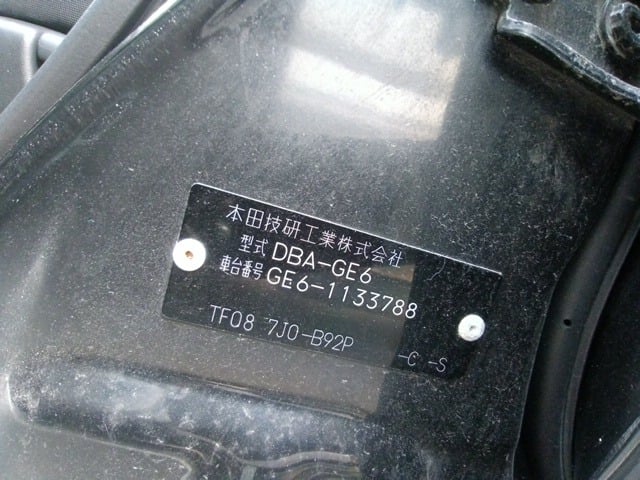 本田技研工業株式会社
型式 DBA-GE6
車台番号 GE6-1133788
TF08 7J0-B92P -C -S